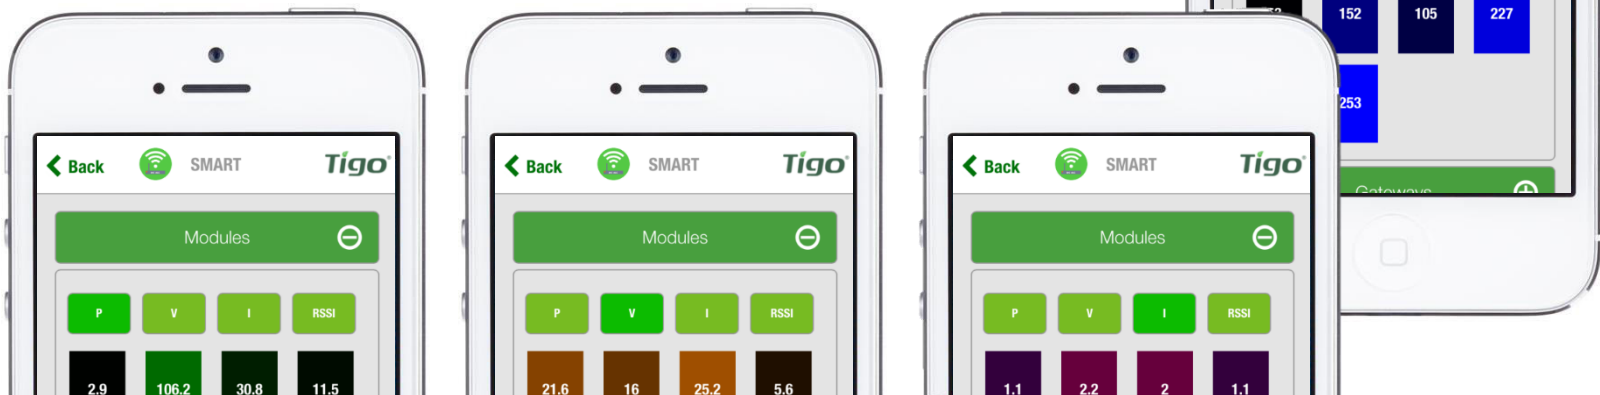 Back SMART Tigo
Modules
P V I RSSI
2.9 106.2 30.8 11.5
Back SMART Tigo
Modules
P V I RSSI
21.6 16 25.2 5.6
Back SMART Tigo
Modules
P V I RSSI
1.1 2.2 2 1.1
152 105 227
253
Gateways